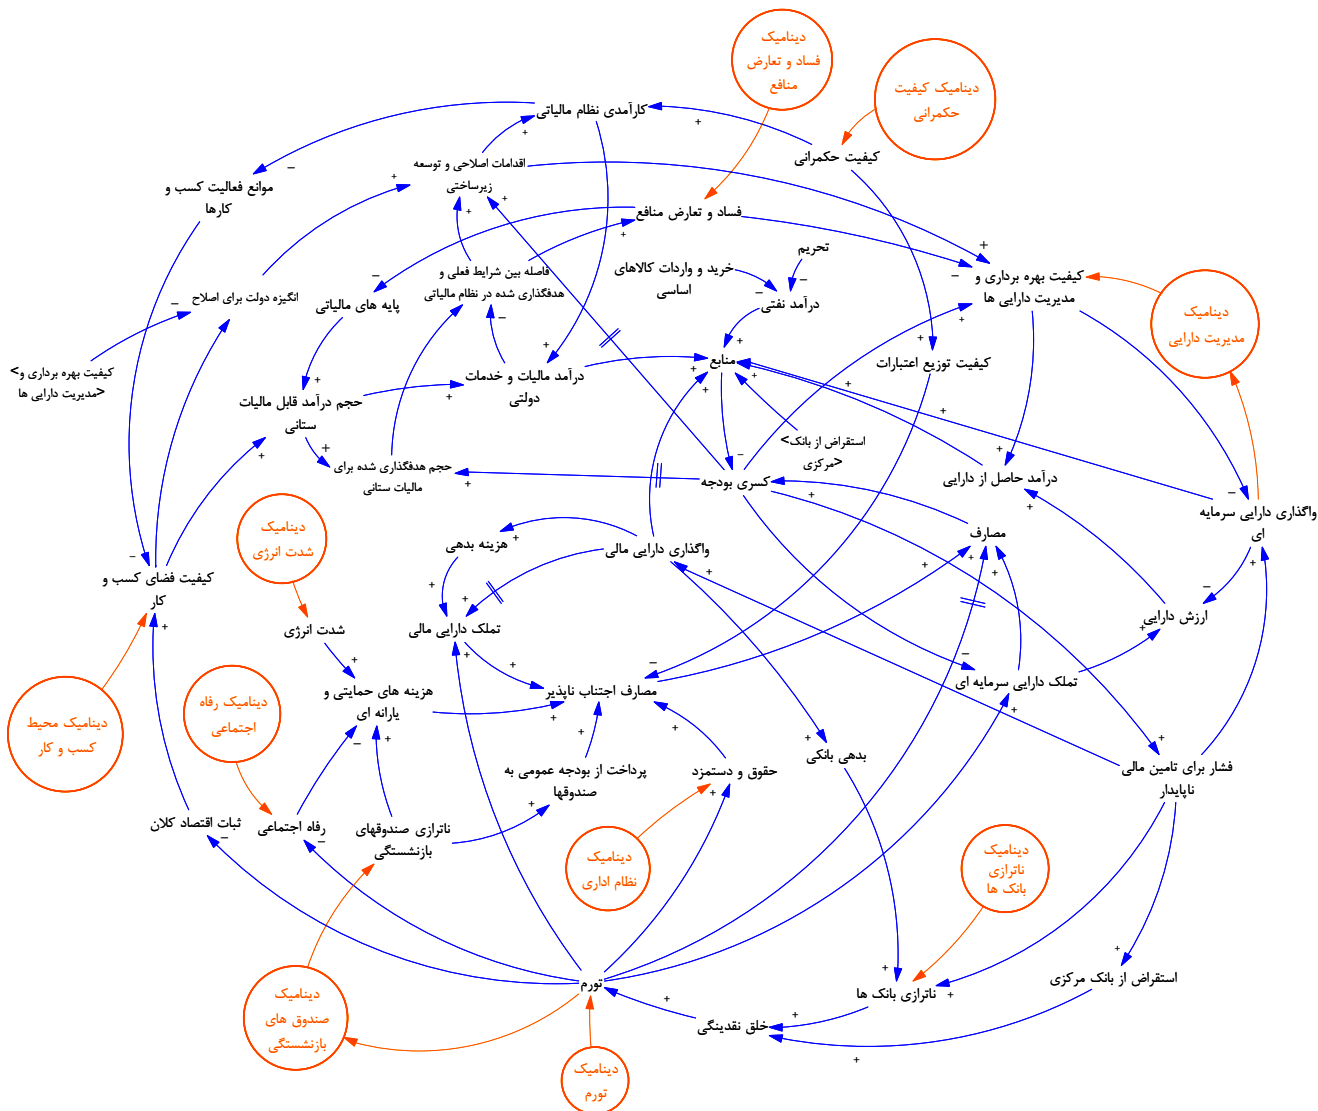 دینامیک
فساد و تعارض
منافع
دینامیک کیفیت
حکمرانی
کارآمدی نظام مالیاتی
کیفیت حکمرانی
اقدامات اصلاحی و توسعه
زیرساختی
موانع فعالیت کسب و
کارها
فساد و تعارض منافع
تحریم
خرید و واردات کالاهای
اساسی
درآمد نفتی
فاصله بین شرایط فعلی و
هدفگذاری شده در نظام مالیاتی
کیفیت بهره برداری و
مدیریت دارایی ها
انگیزه دولت برای اصلاح
پایه های مالیاتی
دینامیک
مدیریت دارایی
منابع
کیفیت توزیع اعتبارات
درآمد مالیات و خدمات
دولتی
<کیفیت بهره برداری و
مدیریت دارایی ها>
حجم درآمد قابل مالیات
ستانی
<استقراض از بانک
مرکزی>
حجم هدفگذاری شده برای
مالیات ستانی
کسری بودجه
درآمد حاصل از دارایی
واگذاری دارایی سرمایه
ای
دینامیک
شدت انرژی
هزینه بدهی
واگذاری دارایی مالی
مصارف
کیفیت فضای کسب و
کار
ارزش دارایی
شدت انرژی
تملک دارایی مالی
تملک دارایی سرمایه ای
مصارف اجتناب ناپذیر
هزینه های حمایتی و
یارانه ای
دینامیک رفاه
اجتماعی
دینامیک محیط
کسب و کار
بدهی بانکی
حقوق و دستمزد
پرداخت از بودجه عمومی به
صندوقها
فشار برای تامین مالی
ناپایدار
ثبات اقتصاد کلان
رفاه اجتماعی
ناترازی صندوقهای
بازنشستگی
دینامیک
نظام اداری
دینامیک
ناترازی
بانک ها
استقراض از بانک مرکزی
ناترازی بانک ها
تورم
دینامیک
صندوق های
بازنشستگی
خلق نقدینگی
دینامیک
تورم